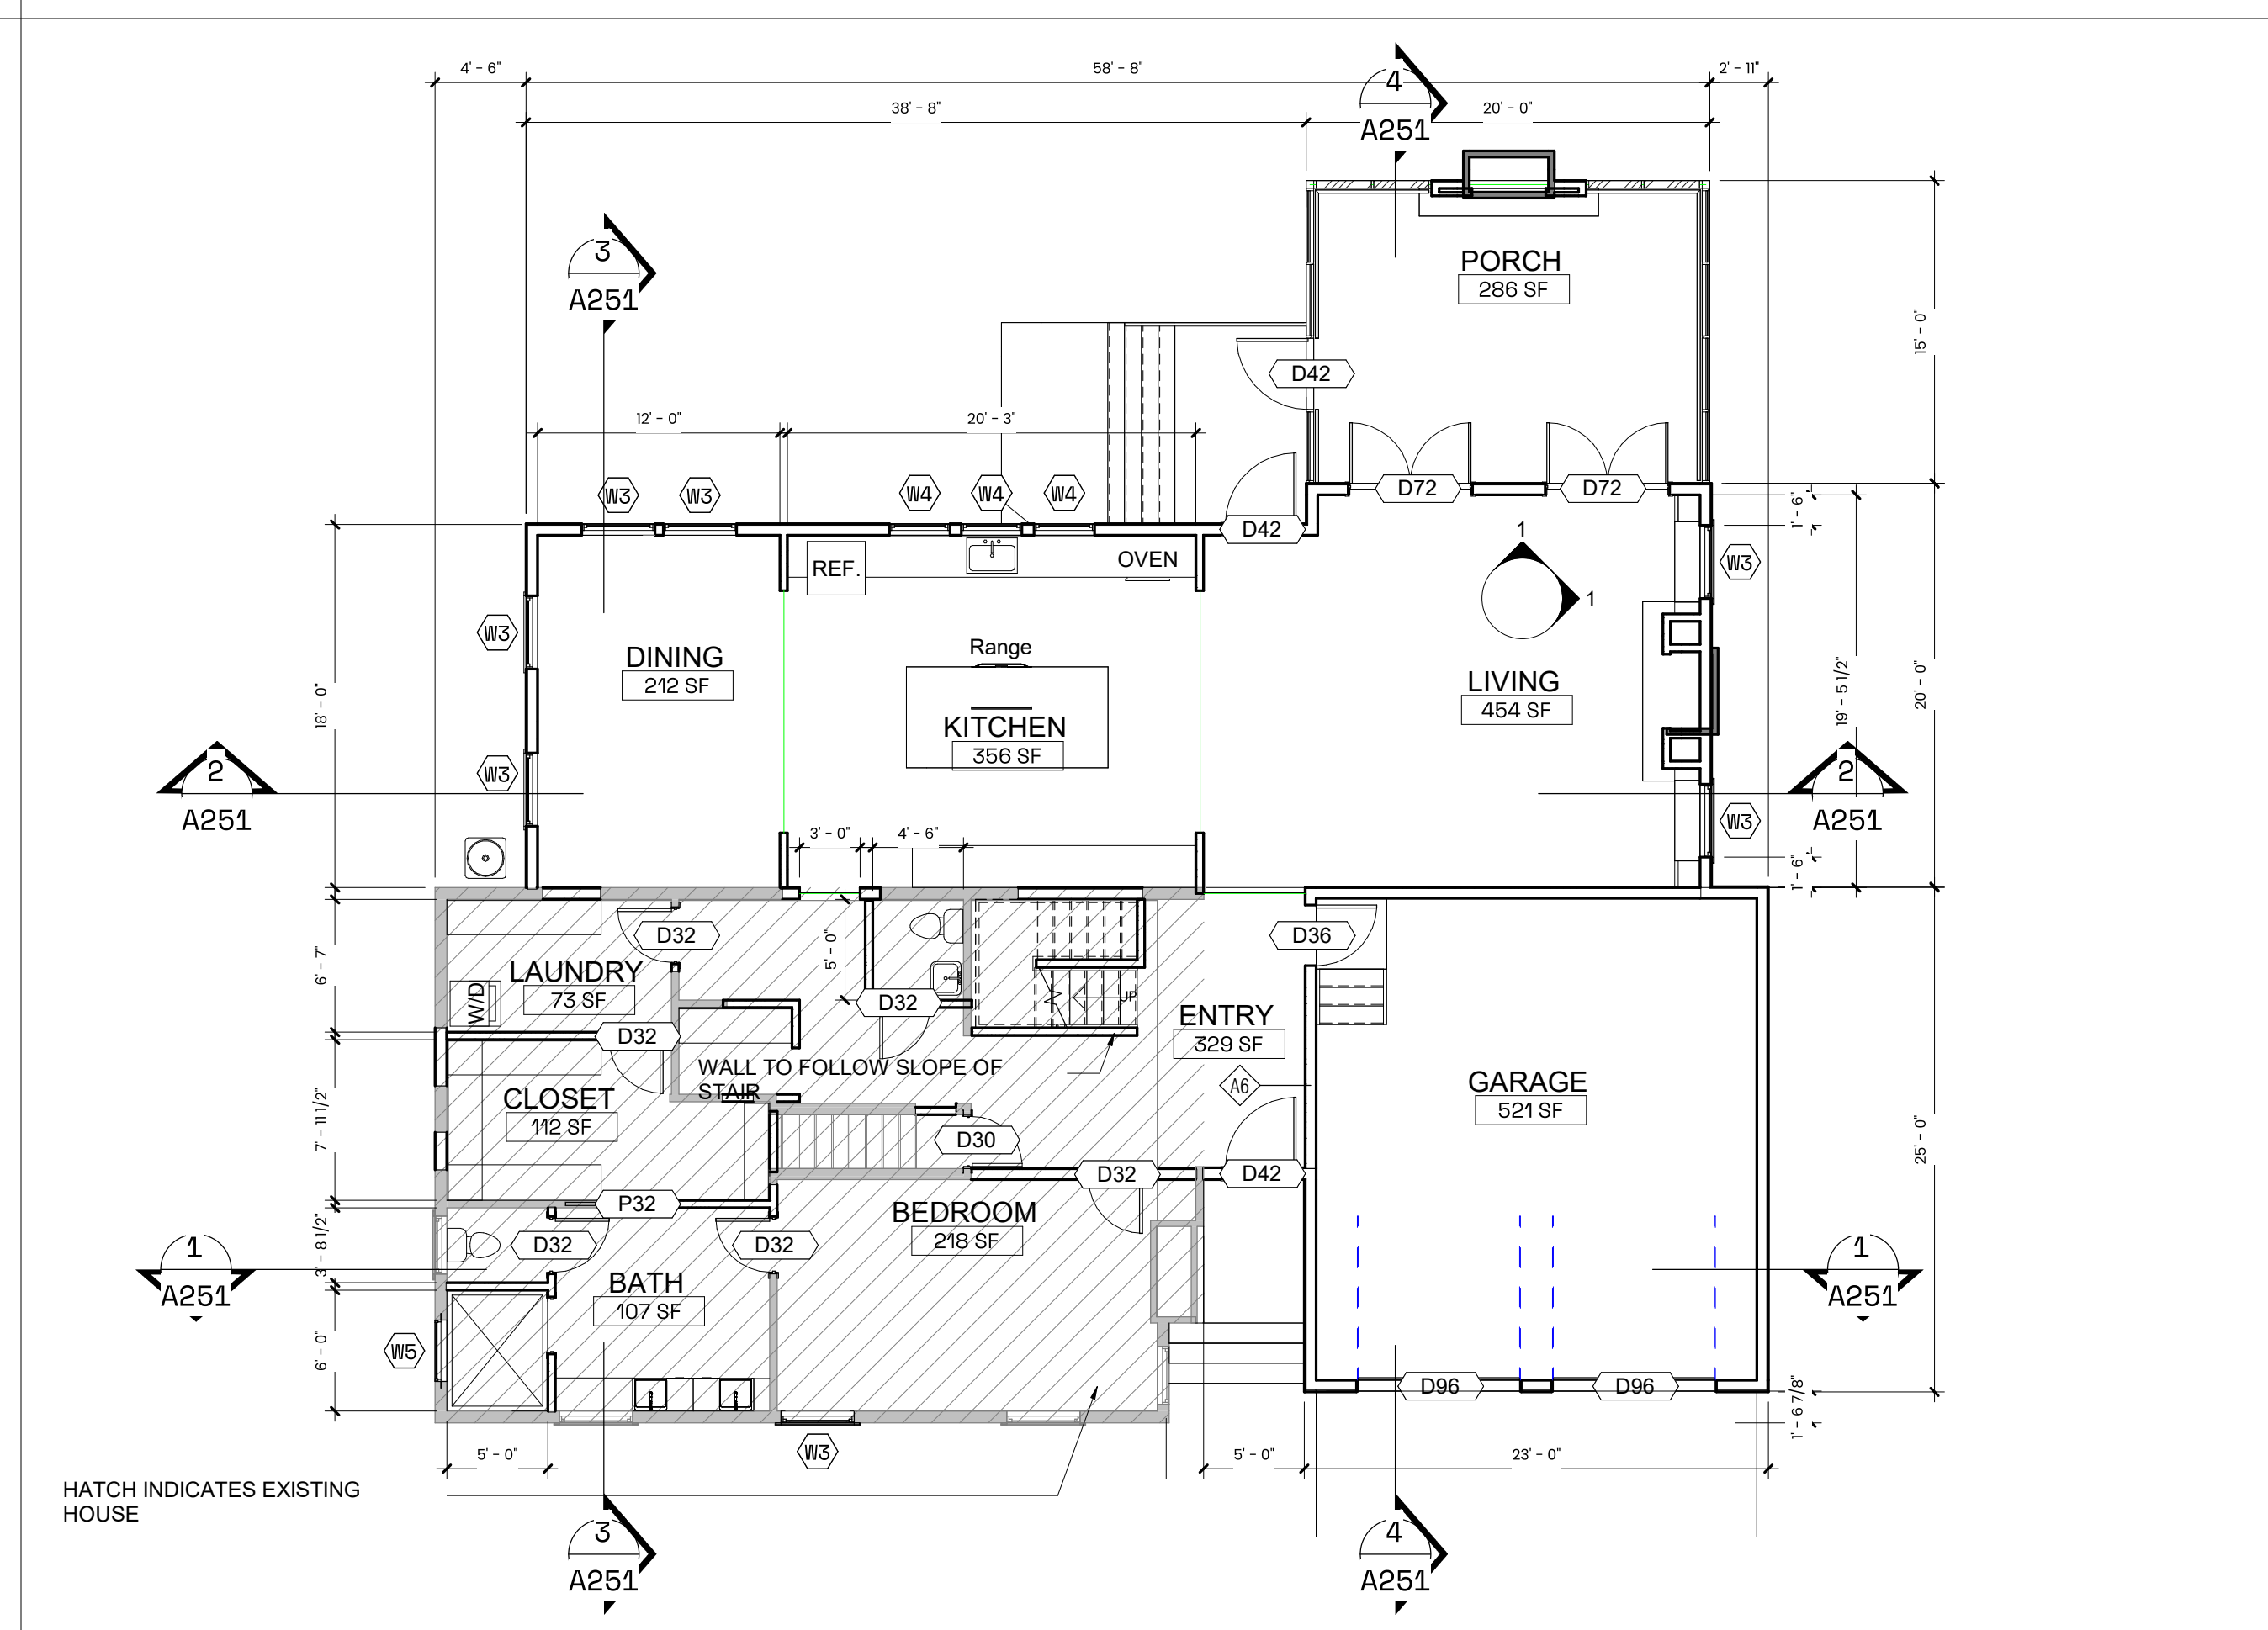 4' - 6"
58' - 8"
2' - 11"
38' - 8"
20' - 0"
4
A251
3
A251
PORCH
286 SF
15' - 0"
D42
12' - 0"
20' - 3"
W3
W3
W4
W4
W4
D72
D72
1' - 6"
D42
1
REF.
OVEN
W3
1
W3
Range
DINING
212 SF
LIVING
454 SF
18' - 0"
19' - 5 1/2"
20' - 0"
KITCHEN
356 SF
2
A251
W3
2
A251
W3
3' - 0"
4' - 6"
1' - 6"
D32
5' - 0"
D36
6' - 7"
LAUNDRY
73 SF
W/D
D32
UP
ENTRY
329 SF
D32
WALL TO FOLLOW SLOPE OF
STAIR
A6
GARAGE
521 SF
CLOSET
112 SF
7' - 11 1/2"
25' - 0"
D30
D32
D42
P32
BEDROOM
218 SF
3' - 8 1/2"
D32
D32
1
A251
1
A251
BATH
107 SF
W5
6' - 0"
D96
D96
1' - 6 7/8"
W3
5' - 0"
5' - 0"
23' - 0"
HATCH INDICATES EXISTING
HOUSE
3
A251
4
A251